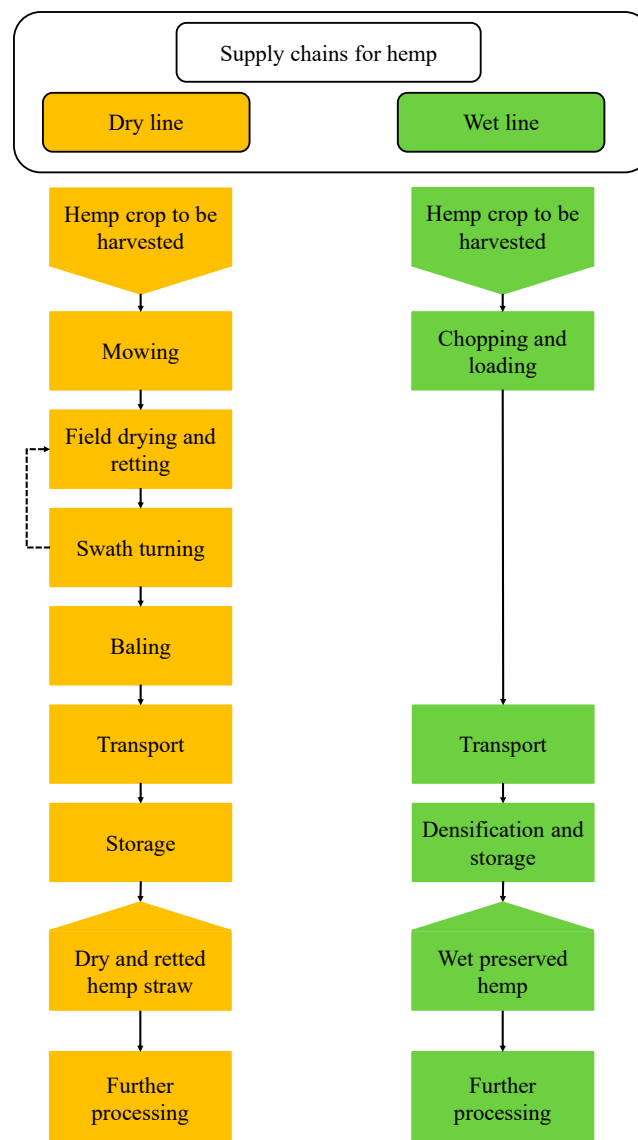 Supply chains for hemp
Dry line
Wet line
Hemp crop to be
harvested
Mowing
Field drying and
retting
Swath turning
Baling
Transport
Storage
Dry and retted
hemp straw
Further
processing
Hemp crop to be
harvested
Chopping and
loading
Transport
Densification and
storage
Wet preserved
hemp
Further
processing